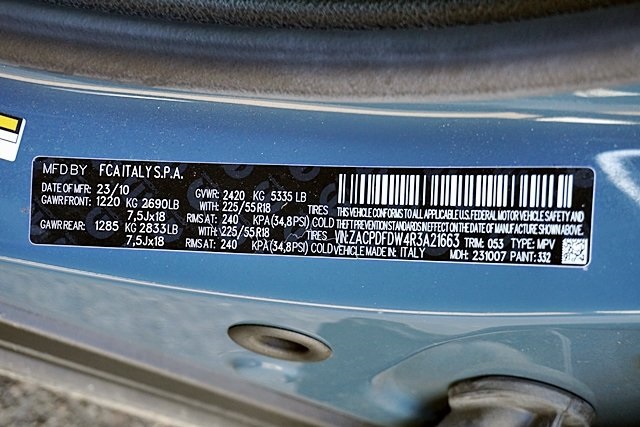 MFD BY FCA ITALY S.P.A.
DATE OF MFR: 23/10 GVWR: 2420 KG 5335 LB
GAWR FRONT: 1220 KG 2690LB WITH: 225/55R18 TIRES
7,5Jx18 RIMS AT: 240 KPA(34,8PSI) COLD
GAWR REAR: 1285 KG 2833LB WITH: 225/55R18 TIRES
7,5Jx18 RIMS AT: 240 KPA(34,8PSI) COLD
THIS VEHICLE CONFORMS TO ALL APPLICABLE U.S. FEDERAL MOTOR VEHICLE SAFETY AND
THEFT PREVENTION STANDARDS IN EFFECT ON THE DATE OF MANUFACTURE SHOWN ABOVE.
VIN: ZACPDFDW4R3A21663 TRIM: 053 TYPE: MPV
VEHICLE MADE IN: ITALY MDH: 231007 PAINT: 332